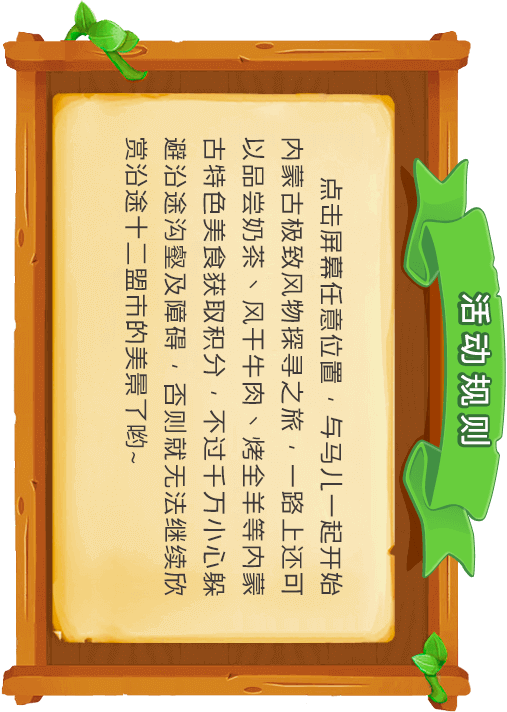 活动规则
点击屏幕任意位置，与马儿一起开始
内蒙古极致风物探寻之旅，一路上还可
以品尝奶茶、风干牛肉、烤全羊等内蒙
古特色美食获取积分，不过千万小心躲
避沿途沟壑及障碍，否则就无法继续欣
赏沿途十二盟市的美景了哟~